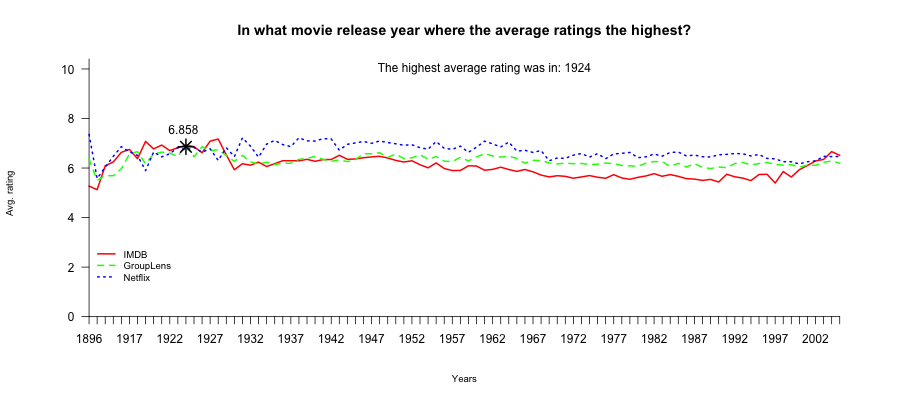 In what movie release year where the average ratings the highest?
The highest average rating was in: 1924
10
8
6
4
2
0
Avg. rating
6.858
IMDB
GroupLens
Netflix
1896 1917 1922 1927 1932 1937 1942 1947 1952 1957 1962 1967 1972 1977 1982 1987 1992 1997 2002
Years